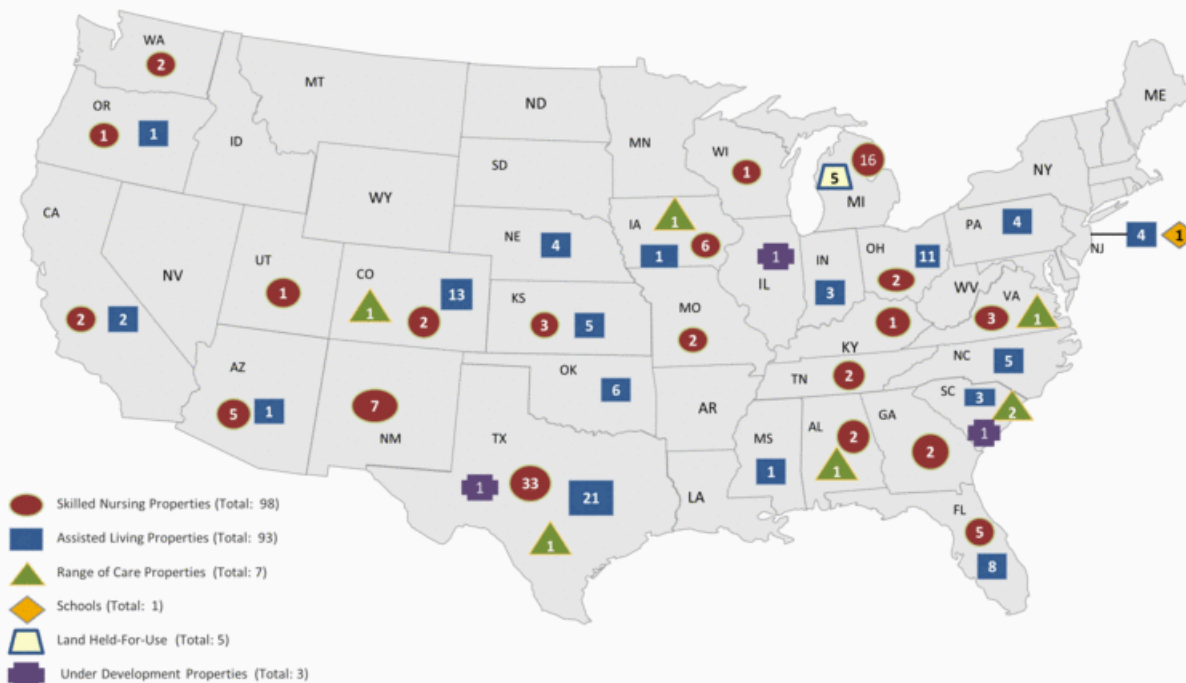 WA
2
MT
ND
ME
OR
1
1
ID
MN
WI
1
16
5
MI
NY
SD
WY
CA
NE
4
IA
1
1
6
PA
4
4
1
NJ
NV
UT
1
CO
1
2
13
KS
3
5
1
IL
IN
3
OH
11
2
WV
VA
3
1
2
2
MO
2
1
KY
AZ
5
1
7
NM
OK
6
AR
TN
2
NC
5
SC
3
2
1
TX
1
33
21
1
LA
MS
1
AL
2
1
GA
2
FL
5
8
Skilled Nursing Properties (Total: 98)
Assisted Living Properties (Total: 93)
Range of Care Properties (Total: 7)
Schools (Total: 1)
Land Held-For-Use (Total: 5)
Under Development Properties (Total: 3)